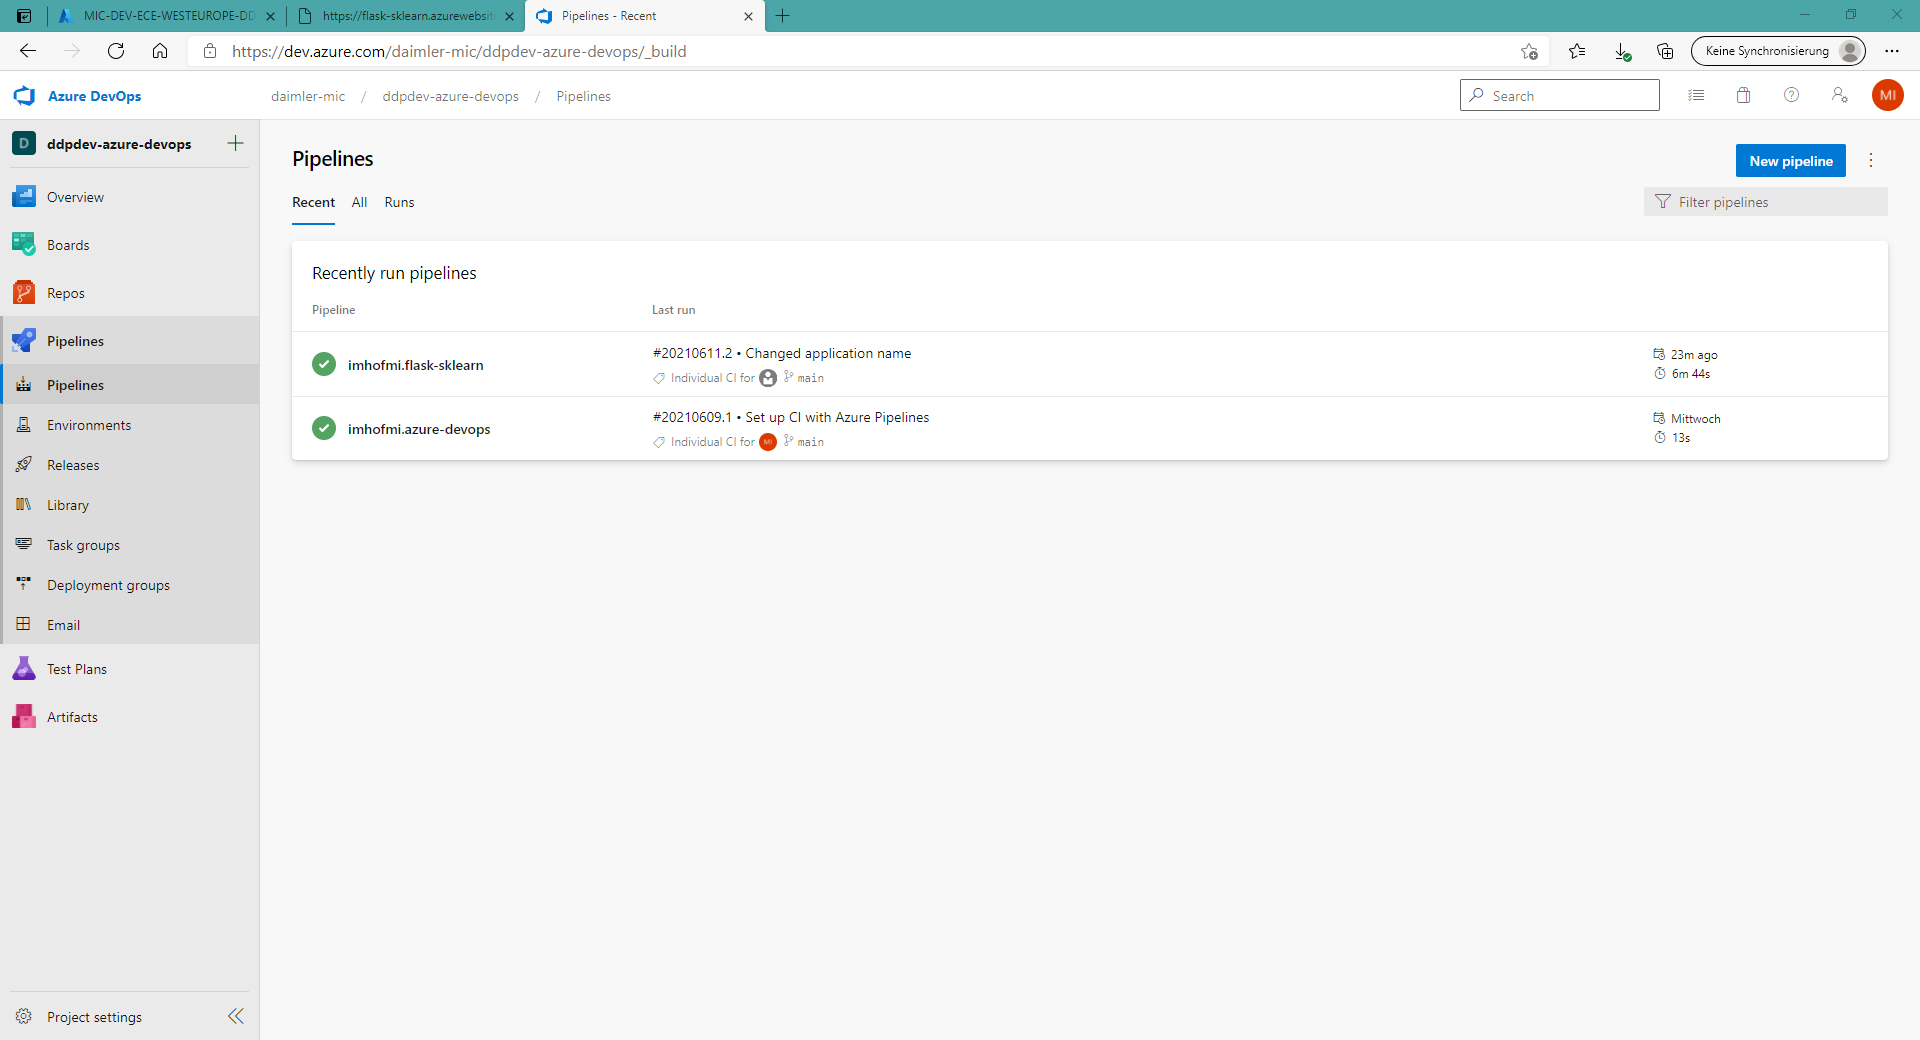 MIC-DEV-ECE-WESTEUROPE-DD
https://flask-sklearn.azurewebsit
Pipelines - Recent
https://dev.azure.com/daimler-mic/ddpdev-azure-devops/_build
Keine Synchronisierung
Azure DevOps
daimler-mic / ddpdev-azure-devops / Pipelines
Search
MI
D ddpdev-azure-devops
Overview
Boards
Repos
Pipelines
Pipelines
Environments
Releases
Library
Task groups
Deployment groups
Email
Test Plans
Artifacts
Project settings
Pipelines
New pipeline
Recent All Runs
Filter pipelines
Recently run pipelines
Pipeline Last run
imhofmi.flask-sklearn
#20210611.2 • Changed application name
Individual CI for main
23m ago
6m 44s
imhofmi.azure-devops
#20210609.1 • Set up CI with Azure Pipelines
Individual CI for MI main
Mittwoch
13s